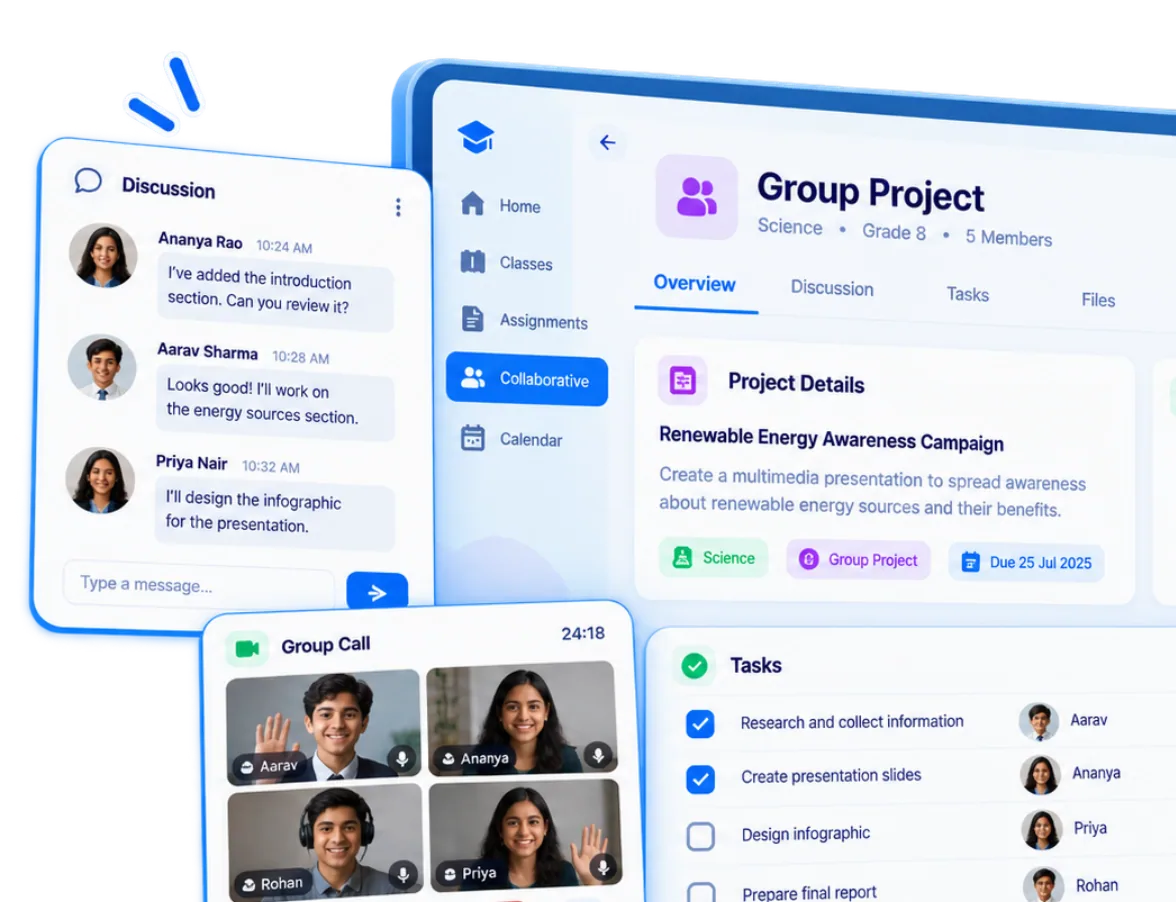 Discussion
Ananya Rao 10:24 AM
I've added the introduction
section. Can you review it?
Aarav Sharma 10:28 AM
Looks good! I'll work on
the energy sources section.
Priya Nair 10:32 AM
I'll design the infographic
for the presentation.
Type a message...
Home
Classes
Assignments
Collaborative
Calendar
Group Project
Science • Grade 8 • 5 Members
Overview
Discussion
Tasks
Files
Project Details
Renewable Energy Awareness Campaign
Create a multimedia presentation to spread awareness
about renewable energy sources and their benefits.
Science
Group Project
Due 25 Jul 2025
Group Call
24:18
Aarav
Ananya
Rohan
Priya
Tasks
Research and collect information Aarav
Create presentation slides Ananya
Design infographic Priya
Prepare final report Rohan